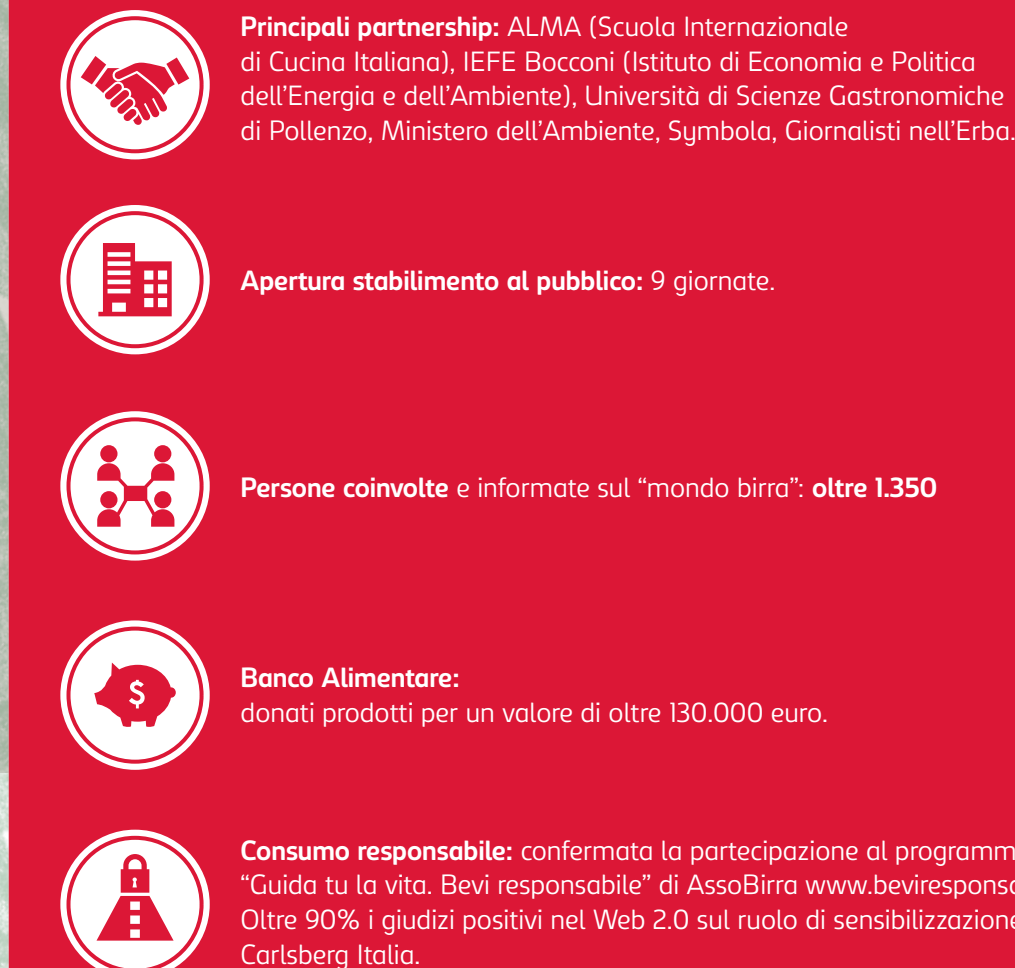 Principali partnership: ALMA (Scuola Internazionale
di Cucina Italiana), IEFE Bocconi (Istituto di Economia e Politica
dell’Energia e dell’Ambiente), Università di Scienze Gastronomiche
di Pollenzo, Ministero dell’Ambiente, Symbola, Giornalisti nell’Erba.
Apertura stabilimento al pubblico: 9 giornate.
Persone coinvolte e informate sul “mondo birra”: oltre 1.350
$
Banco Alimentare:
donati prodotti per un valore di oltre 130.000 euro.
Consumo responsabile: confermata la partecipazione al
“Guida tu la vita. Bevi responsabile” di AssoBirra
Oltre 90% i giudizi positivi nel Web 2.0 sul ruolo di sensibilizzazione
Carlsberg Italia.